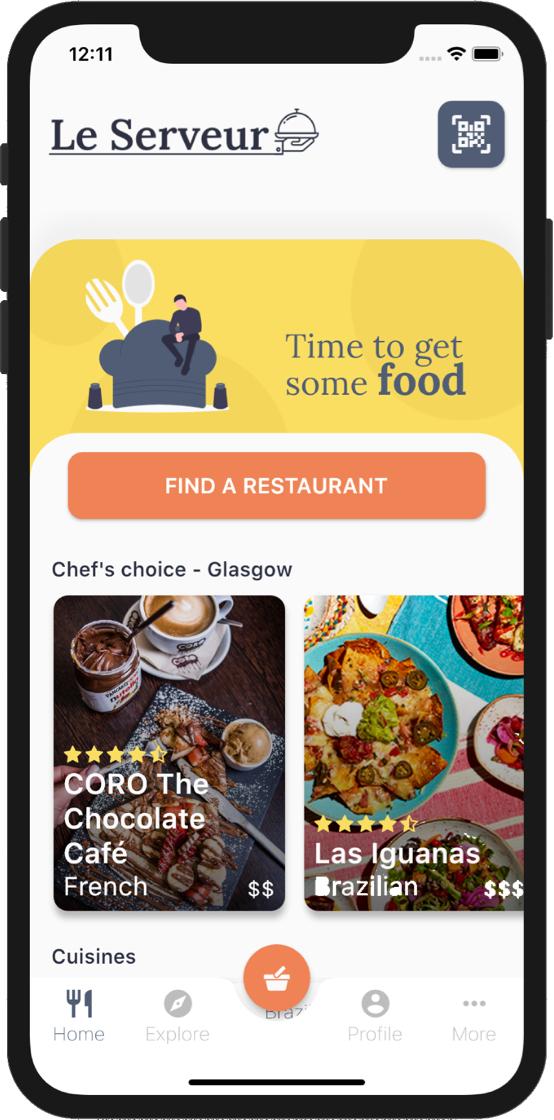 12:11
Le Serveur
Time to get
some food
FIND A RESTAURANT
Chef's choice - Glasgow
nutella
CORO The
Chocolate
Café
French
$$
Las Iguanas
Brazilian
$$$
Cuisines
Home
Explore
Profile
More